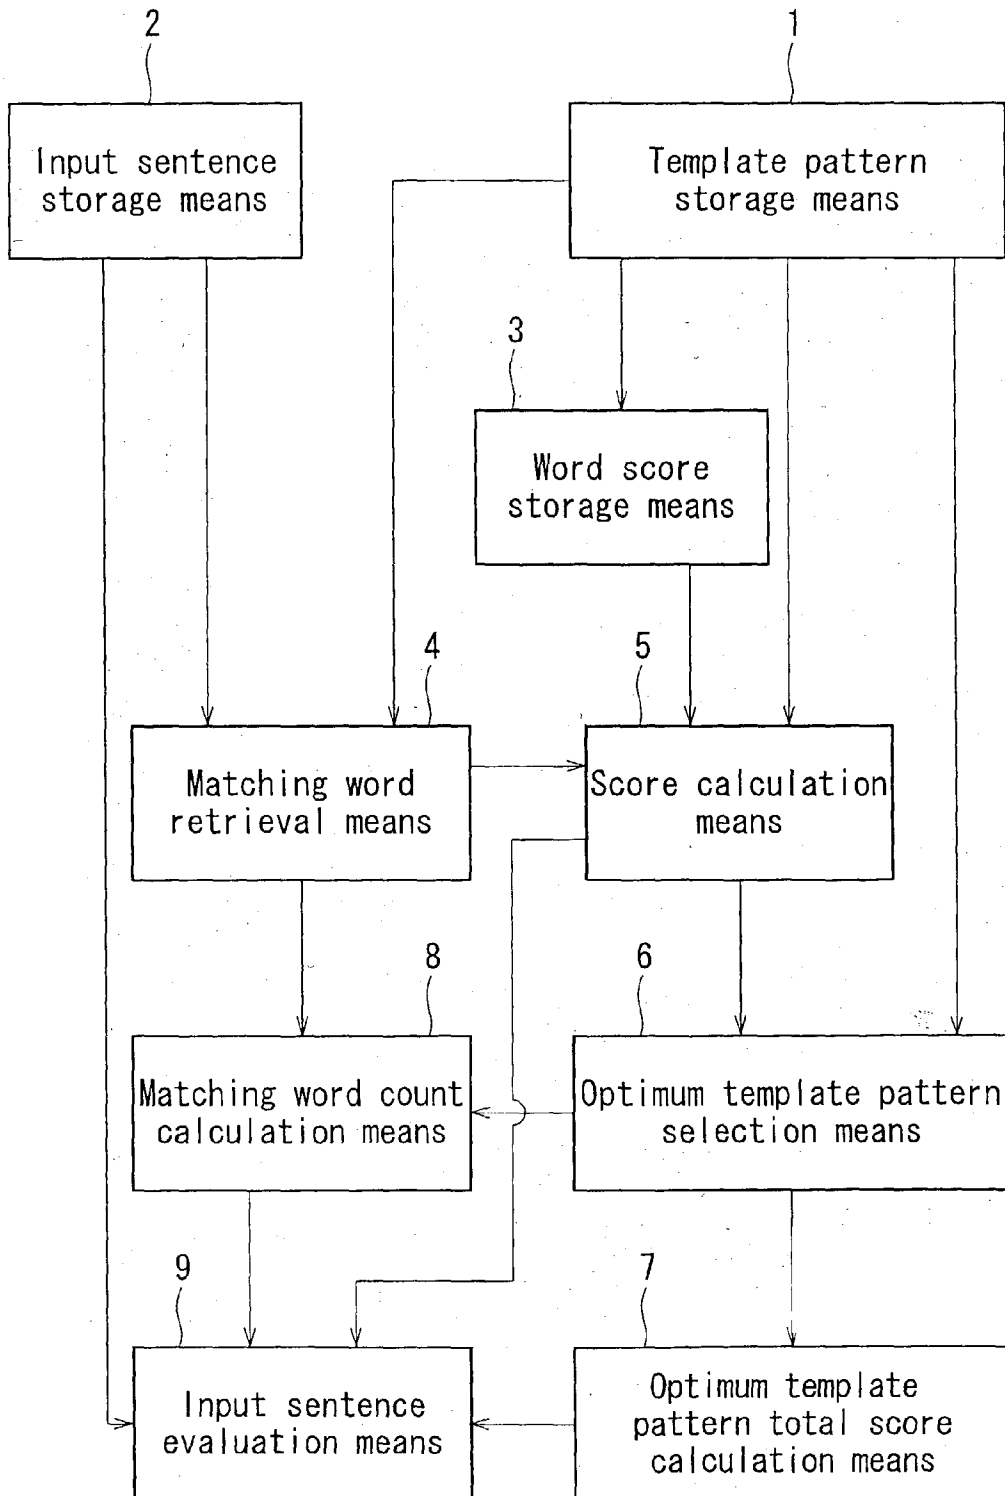 2
1
Input sentence
storage means
Template pattern
storage means
3
Word score
storage means
4
5
Matching word
retrieval means
Score calculation
means
8
6
Matching word count
calculation means
Optimum template pattern
selection means
9
7
Input sentence
evaluation means
Optimum template
pattern total score
calculation means